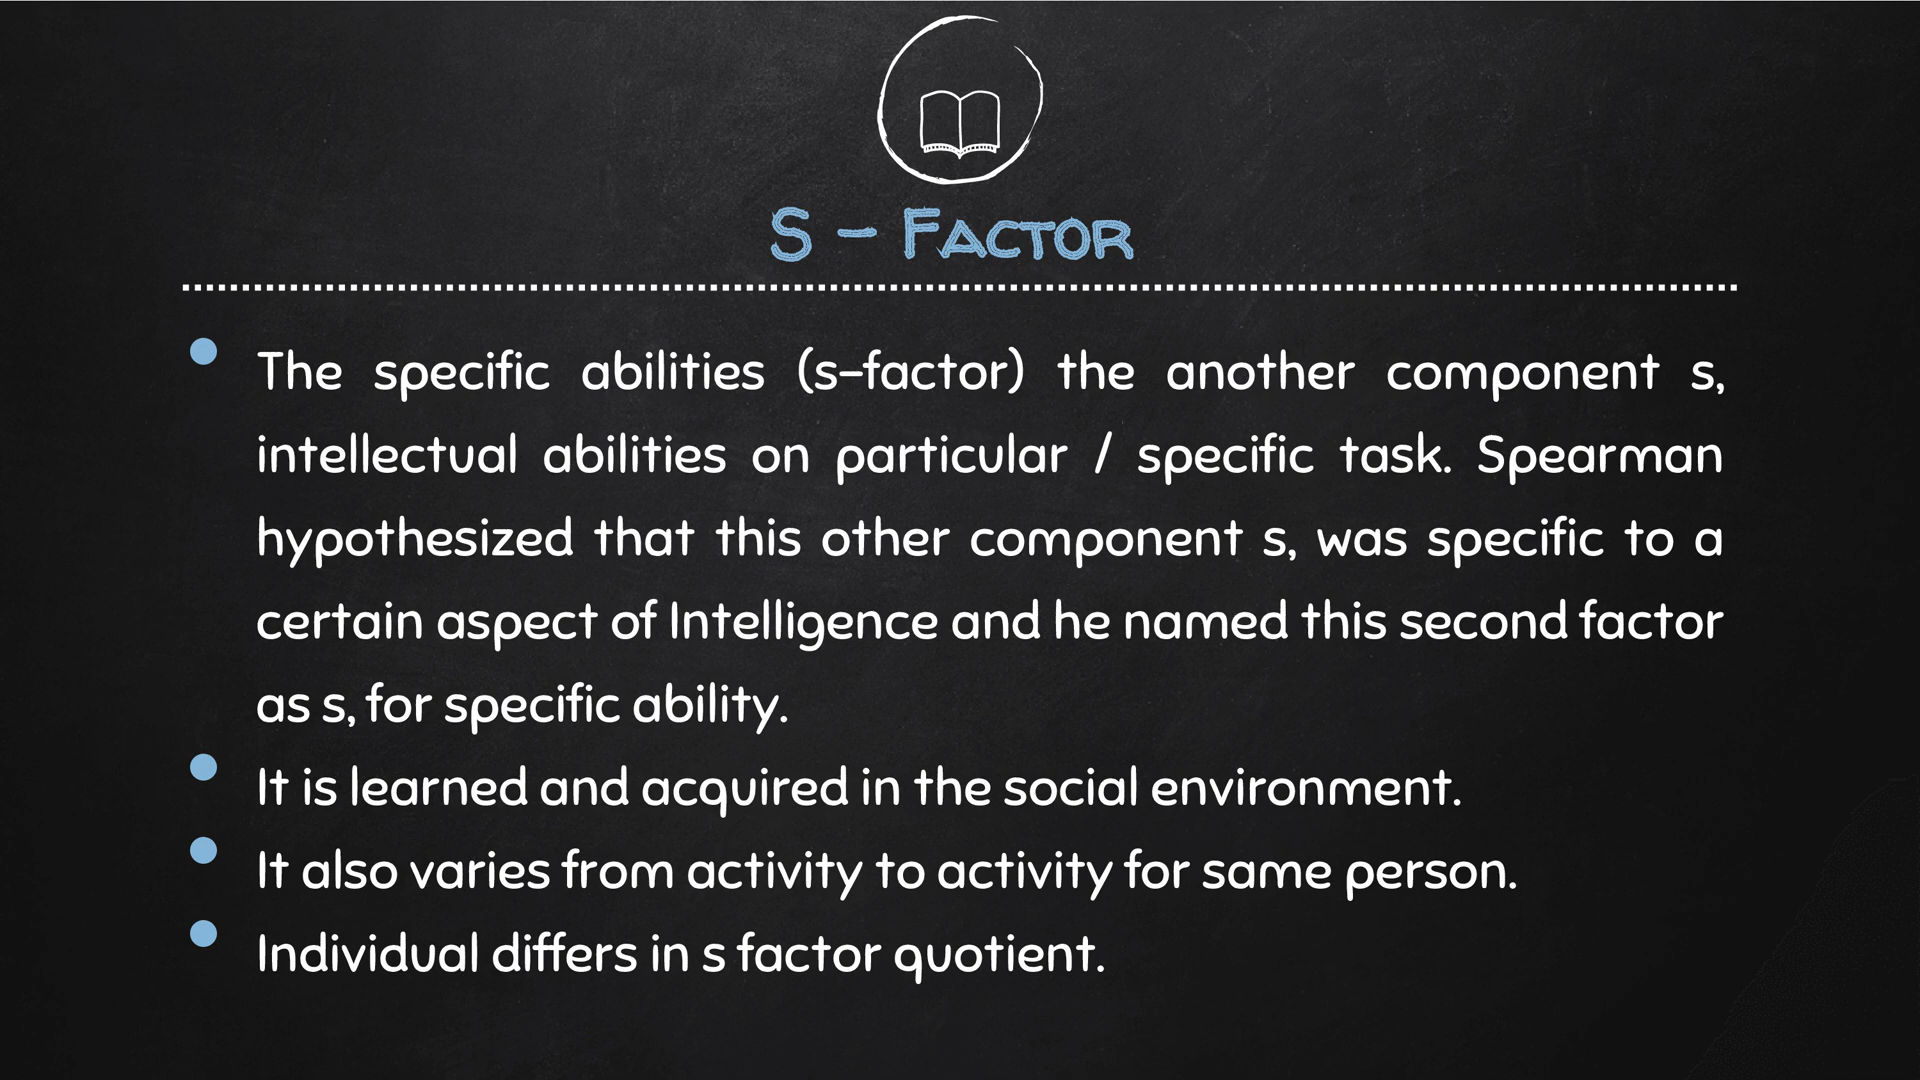 S - Factor
The specific abilities (s-factor) the another component s,
intellectual abilities on particular / specific task. Spearman
hypothesized that this other component s, was specific to a
certain aspect of Intelligence and he named this second factor
as s, for specific ability.
It is learned and acquired in the social environment.
It also varies from activity to activity for same person.
Individual differs in s factor quotient.